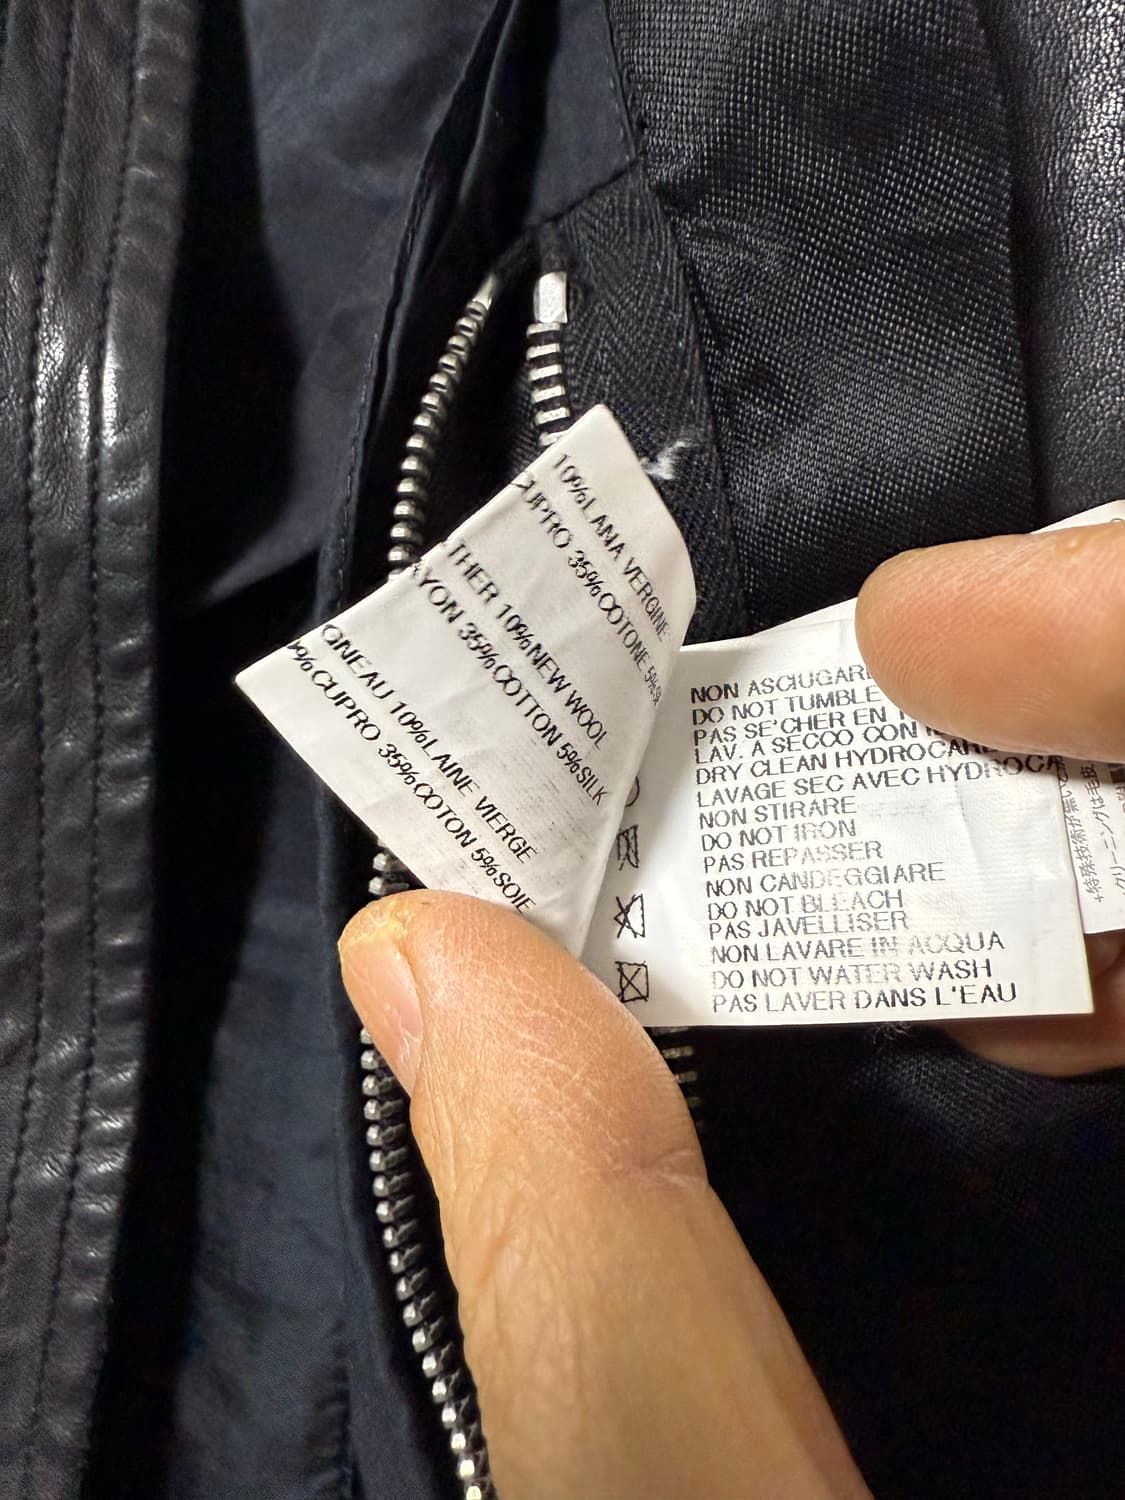 10%LANA VERGINE
CUPRO 35%COTONE 5%
10%NEW WOOL
35%COTTON 5%SILK
10%LAINE VIERGE
%CUPRO 35%COTON 5%SOIE
NON ASCIUGARE
DO NOT TUMBLE
PAS SE'CHER EN
LAV. A SECCO CON
DRY CLEAN HYDROCAR
LAVAGE SEC AVEC HYDROCA
NON STIRARE
DO NOT IRON
PAS REPASSER
NON CANDEGGIARE
DO NOT BLEACH
PAS JAVELLISER
NON LAVARE IN ACQUA
DO NOT WATER WASH
PAS LAVER DANS L'EAU